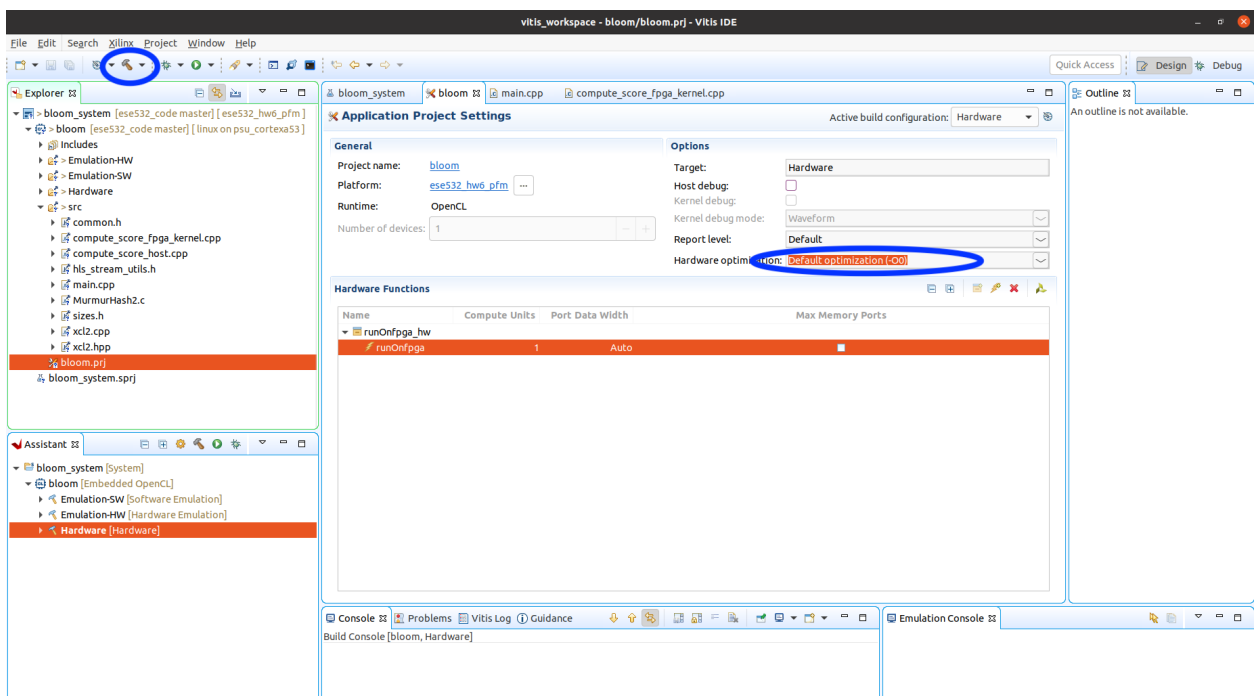 vitis_workspace - bloom/bloom.prj - Vitis IDE
File Edit Search Xilinx Project Window Help
Quick Access
Design
Debug
Explorer
> bloom_system [ese532_code master] [ ese532_hw6_pfm ]
> bloom [ese532_code master] [ linux on psu_cortexa53 ]
Includes
> Emulation-HW
> Emulation-SW
> Hardware
> src
common.h
compute_score_fpga_kernel.cpp
compute_score_host.cpp
hls_stream_utils.h
main.cpp
MurmurHash2.c
sizes.h
xcl2.cpp
xcl2.hpp
bloom.prj
bloom_system.sprj
Assistant
bloom_system [System]
bloom [Embedded OpenCL]
Emulation-SW [Software Emulation]
Emulation-HW [Hardware Emulation]
Hardware [Hardware]
bloom_system
bloom
main.cpp
compute_score_fpga_kernel.cpp
Application Project Settings
Active build configuration: Hardware
General
Project name: bloom
Platform: ese532_hw6_pfm ...
Runtime: OpenCL
Number of devices: 1
Options
Target: Hardware
Host debug:
Kernel debug:
Kernel debug mode: Waveform
Report level: Default
Hardware optimization: Default optimization (-O0)
Hardware Functions
Name Compute Units Port Data Width Max Memory Ports
runOnfpga_hw
runOnfpga 1 Auto
Console Problems Vitis Log Guidance
Build Console [bloom, Hardware]
Emulation Console
Outline
An outline is not available.